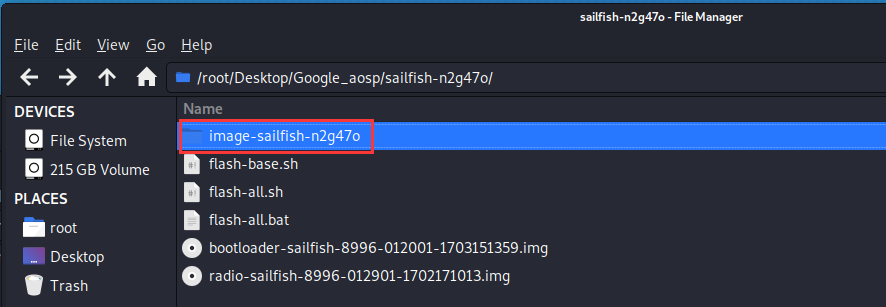 sailfish-n2g47o - File Manager
File Edit View Go Help
/root/Desktop/Google_aosp/sailfish-n2g47o/
DEVICES
File System
215 GB Volume
PLACES
root
Desktop
Trash
Name
image-sailfish-n2g47o
flash-base.sh
flash-all.sh
flash-all.bat
bootloader-sailfish-8996-012001-1703151359.img
radio-sailfish-8996-012901-1702171013.img